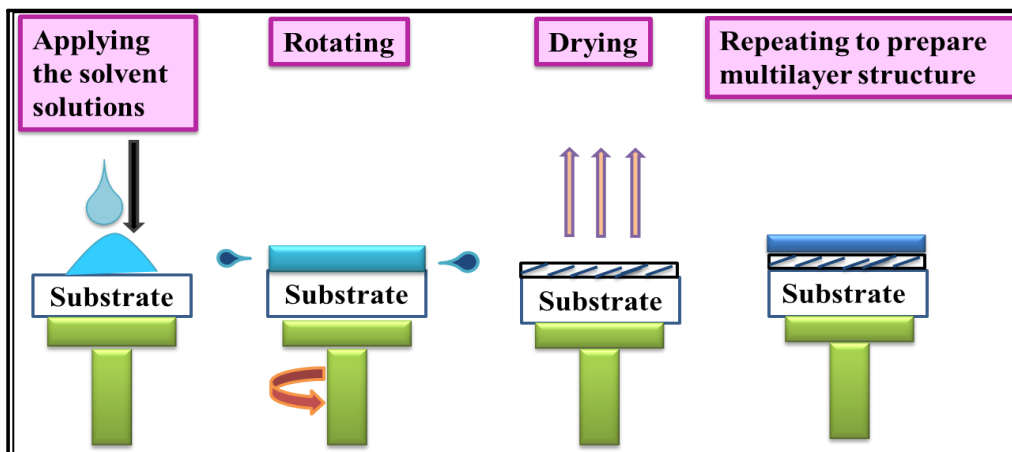 Applying
the solvent
solutions
Rotating
Drying
Repeating to prepare
multilayer structure
Substrate
Substrate
Substrate
Substrate